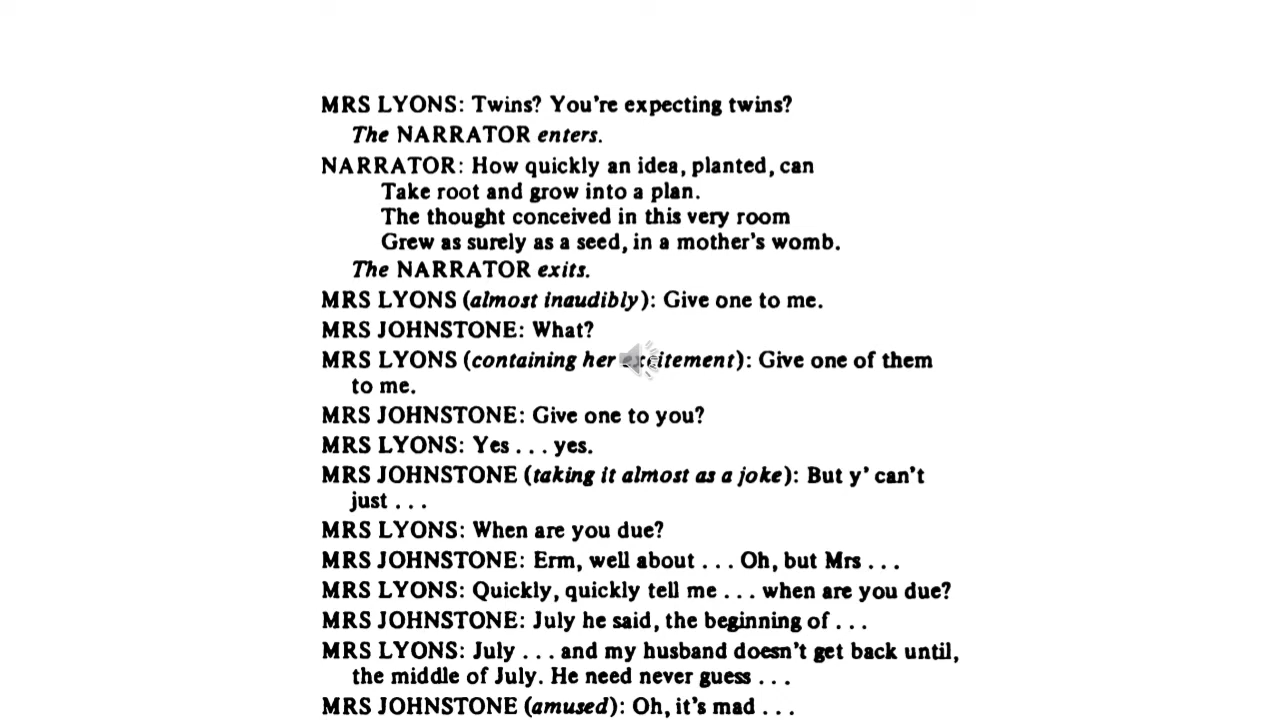 MRS LYONS: Twins? You're expecting twins?
The NARRATOR enters.
NARRATOR: How quickly an idea, planted, can
Take root and grow into a plan.
The thought conceived in this very room
Grew as surely as a seed, in a mother's womb.
The NARRATOR exits.
MRS LYONS (almost inaudibly): Give one to me.
MRS JOHNSTONE: What?
MRS LYONS (containing her excitement): Give one of them
to me.
MRS JOHNSTONE: Give one to you?
MRS LYONS: Yes . . . yes.
MRS JOHNSTONE (taking it almost as a joke): But y' can't
just . . .
MRS LYONS: When are you due?
MRS JOHNSTONE: Erm, well about . . . Oh, but Mrs . . .
MRS LYONS: Quickly, quickly tell me . . . when are you due?
MRS JOHNSTONE: July he said, the beginning of . . .
MRS LYONS: July . . . and my husband doesn't get back until,
the middle of July. He need never guess . . .
MRS JOHNSTONE (amused): Oh, it's mad . . .